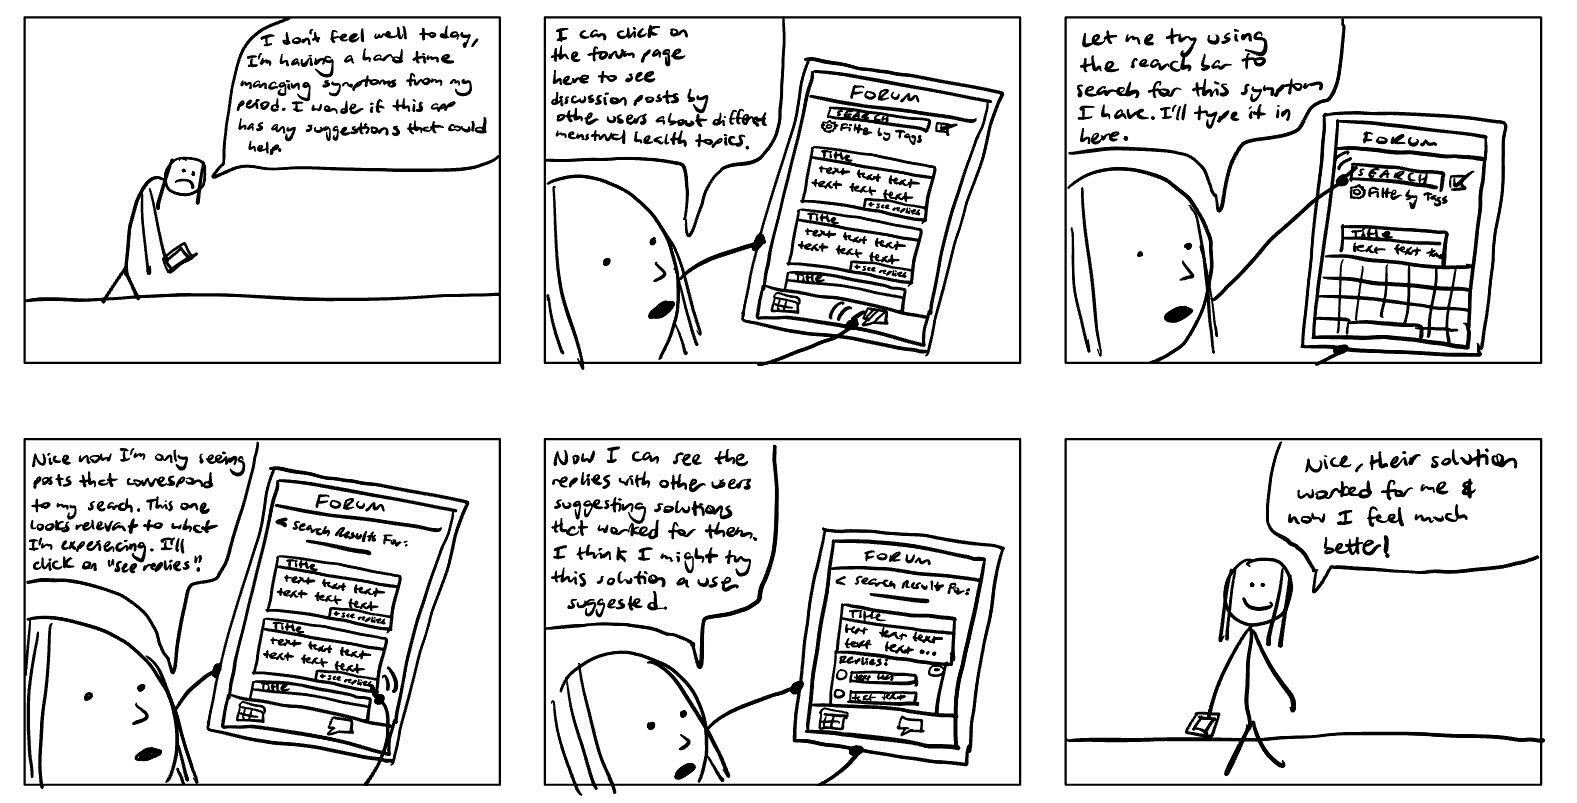 I don't feel well today,
I'm having a hard time
managing symptoms from my
period. I wonder if this app
has any suggestions that could
help.
I can click on
the forum page
here to see
discussion posts by
other users about different
menstrual health topics.
FORUM
SEARCH
Filter by Tags
Title
text text text
text text text
+ see replies
Title
text text text
text text text
+ see replies
Title
Let me try using
the search bar to
search for this symptom
I have. I'll type it in
here.
FORUM
SEARCH
Filter by Tags
Title
text text
Nice now I'm only seeing
posts that correspond
to my search. This one
looks relevant to what
I'm experiencing. I'll
click on "see replies".
FORUM
< Search Results For:
Title
text text text
text text text
+ see replies
Title
text text text
text text text
+ see replies
Title
Now I can see the
replies with other users
suggesting solutions
that worked for them.
I think I might try
this solution a user
suggested.
FORUM
< Search Results For:
Title
text text text
text text ...
Replies:
text text
text text
Nice, their solution
worked for me &
now I feel much
better!